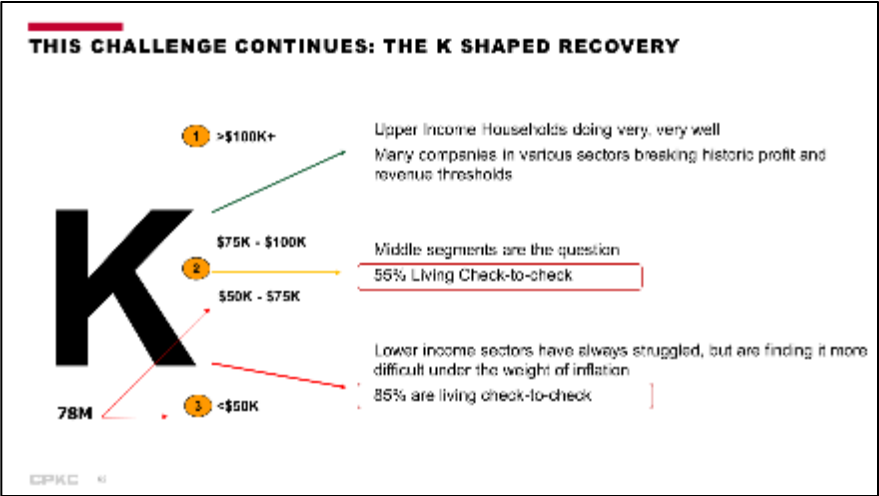 THIS CHALLENGE CONTINUES: THE K SHAPED RECOVERY
1 >$100K+
Upper Income Households doing very, very well
Many companies in various sectors breaking historic profit and
revenue thresholds
K
$75K - $100K
Middle segments are the question
2
55% Living Check-to-check
$50K - $75K
Lower income sectors have always struggled, but are finding it more
difficult under the weight of inflation
85% are living check-to-check
3 <$50K
78M
CPKC